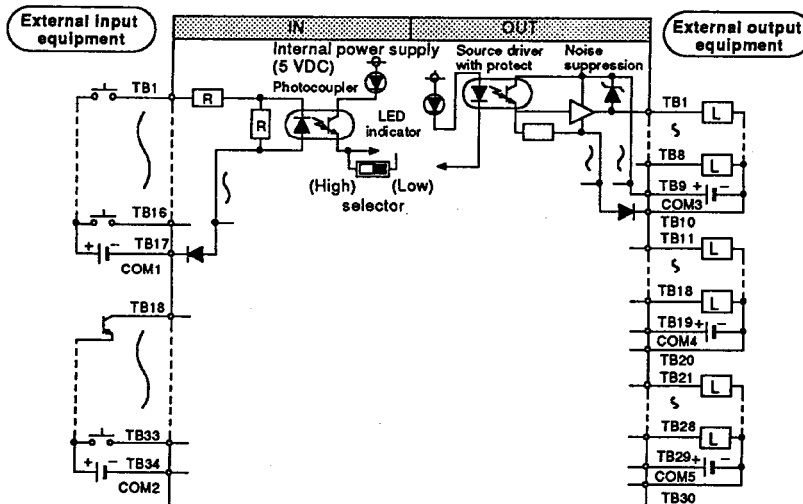 External input
equipment
IN
OUT
External output
equipment
Internal power supply
(5 VDC)
Photocoupler
Source driver
with protect
Noise
suppression
LED
indicator
(High)
(Low)
selector
R
R
TB1
TB16
TB17
COM1
TB18
TB33
TB34
COM2
TB1
L
TB8
L
TB9
COM3
TB10
TB11
L
TB18
L
TB19
COM4
TB20
TB21
L
TB28
L
TB29
COM5
TB30